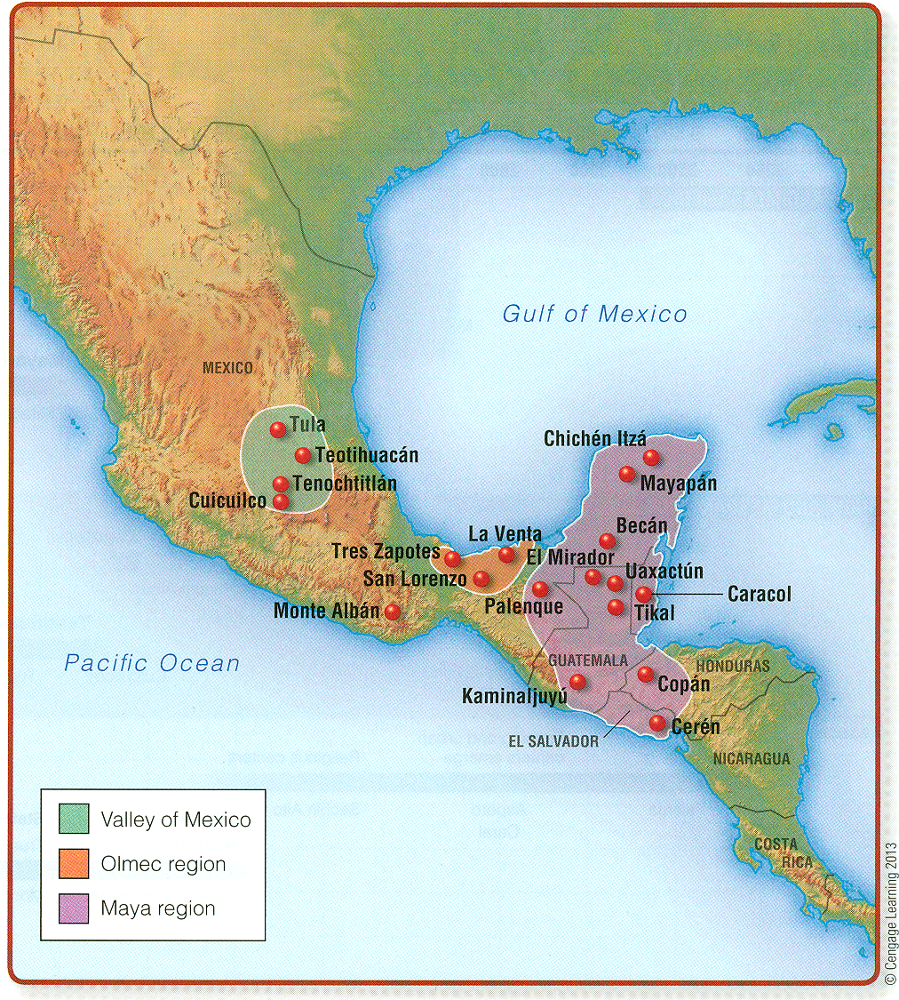 Gulf of Mexico
MEXICO
Tula
Chichén Itzá
Teotihuacán
Tenochtitlán
Mayapán
Cuicuilco
Becán
La Venta
Tres Zapotes
El Mirador
Uaxactún
San Lorenzo
Caracol
Palenque
Tikal
Monte Albán
Pacific Ocean
GUATEMALA
HONDURAS
Copán
Kaminaljuyú
Cerén
EL SALVADOR
NICARAGUA
COSTA
RICA
Valley of Mexico
Olmec region
Maya region
© Cengage Learning 2013